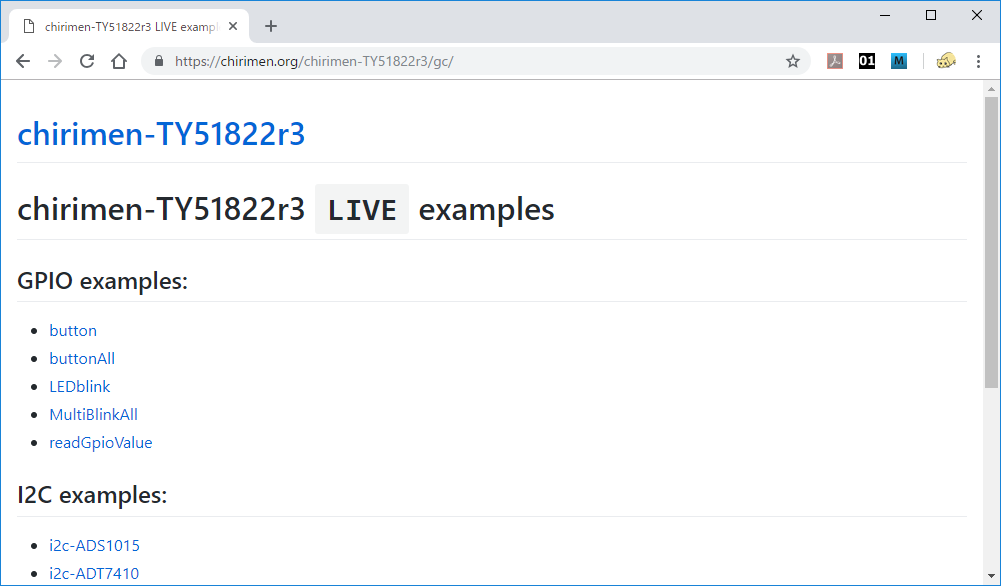 chirimen-TY51822r3 LIVE exampl
https://chirimen.org/chirimen-TY51822r3/gc/
01
M
chirimen-TY51822r3
chirimen-TY51822r3 LIVE examples
GPIO examples:
button
buttonAll
LEDblink
MultiBlinkAll
readGpioValue
I2C examples:
i2c-ADS1015
i2c-ADT7410